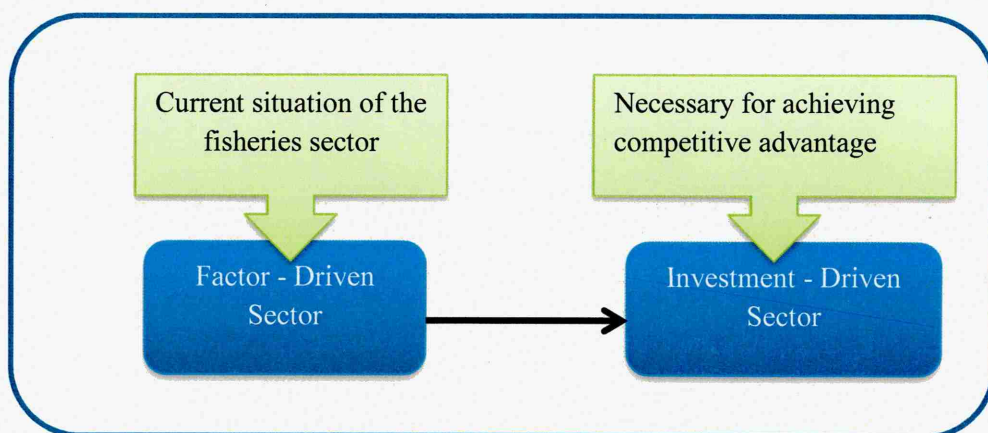 Current situation of the
fisheries sector
Necessary for achieving
competitive advantage
Factor - Driven
Sector
Investment - Driven
Sector